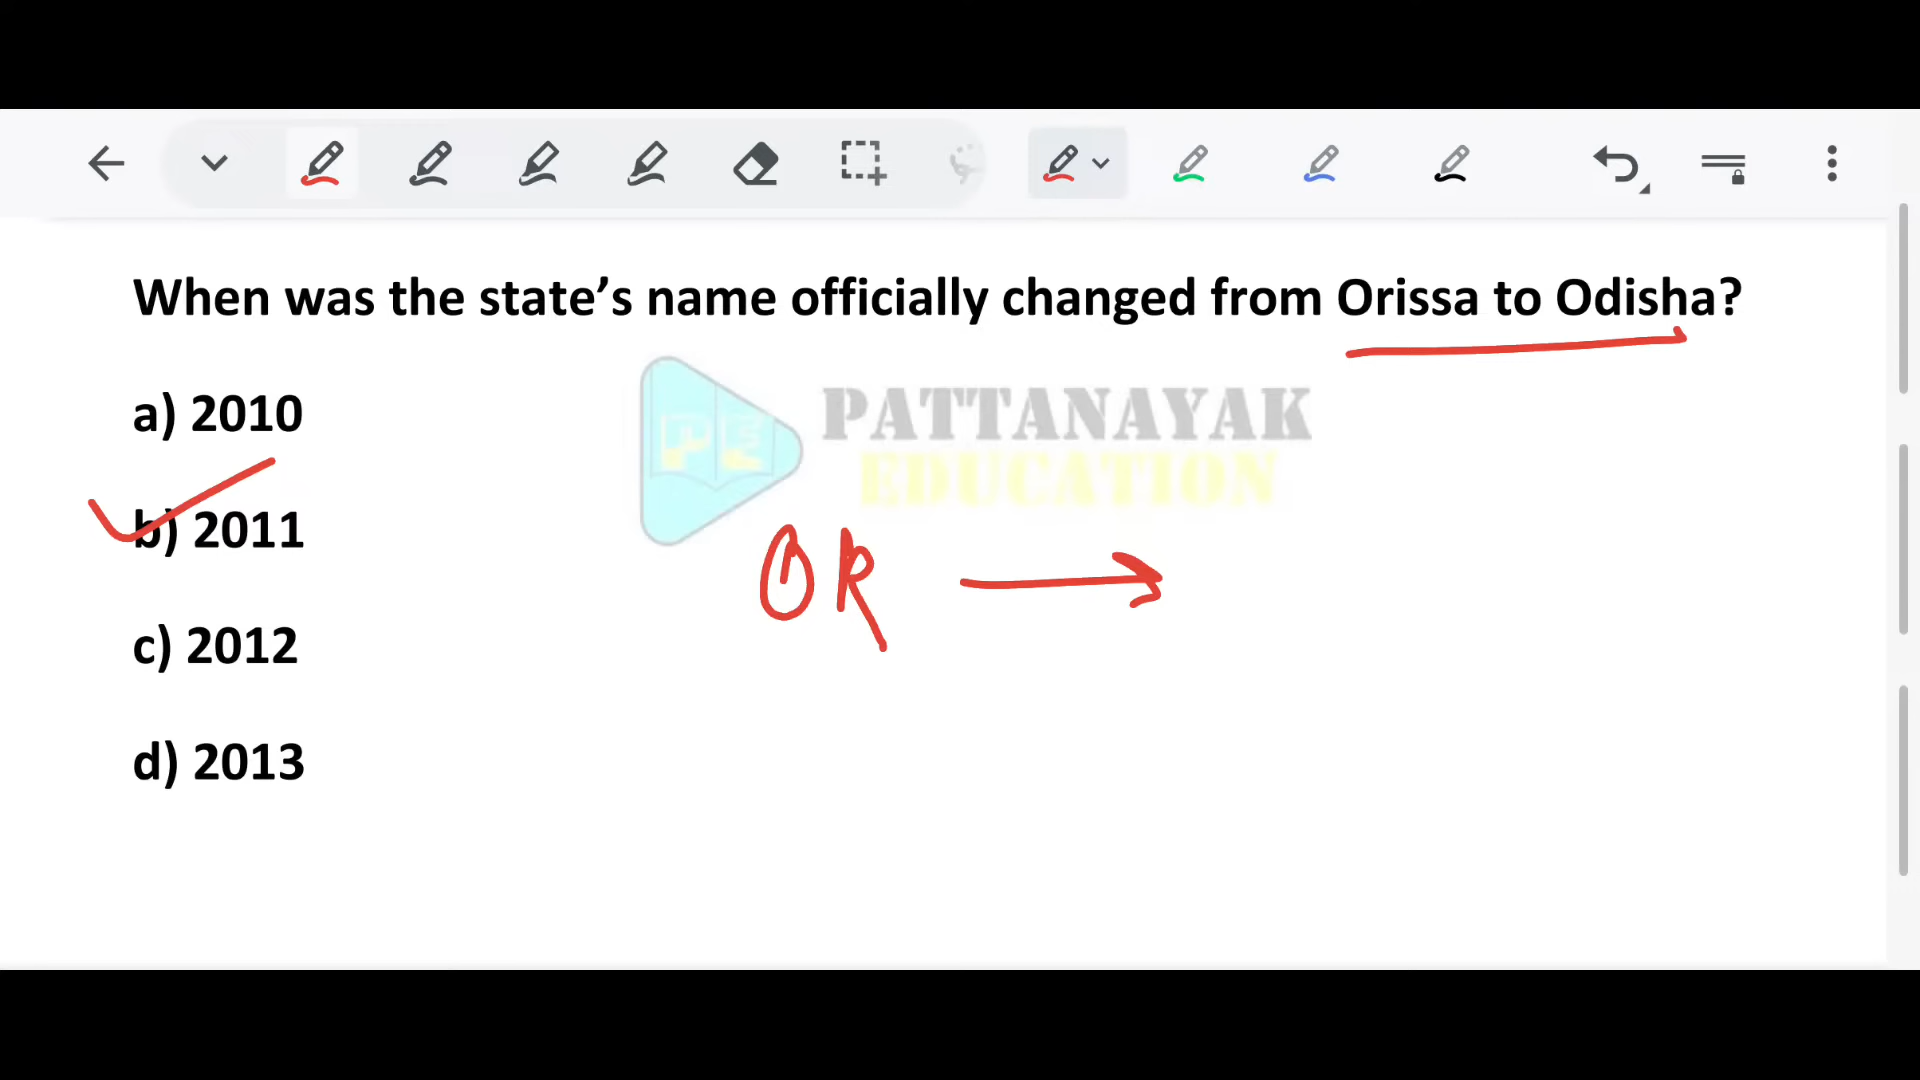 When was the state’s name officially changed from Orissa to Odisha?
a) 2010
PATTANAYAK
EDUCATION
b) 2011
OR →
c) 2012
d) 2013